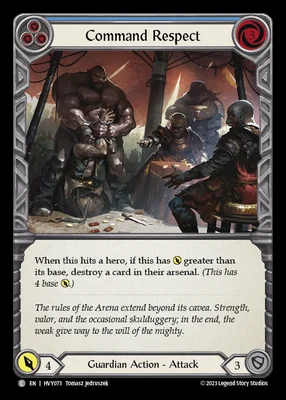 Command Respect
3
When this hits a hero, if this has greater than
its base, destroy a card in their arsenal. (This has
4 base .)
The rules of the Arena extend beyond its cavea. Strength,
valor, and the occasional skulduggery; in the end, the
weak give way to the will of the mighty.
4
Guardian Action - Attack
3
C EN | HVY073 Tomasz Jedruszek
©2023 Legend Story Studios